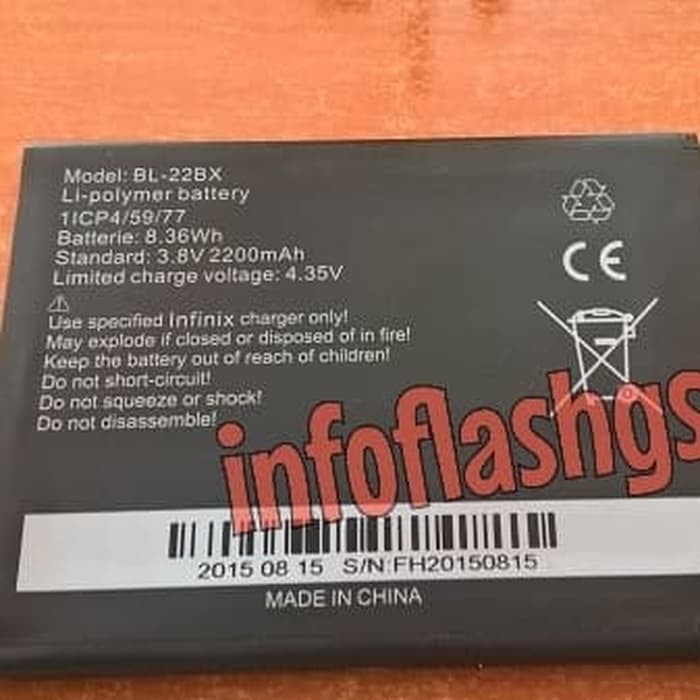 Model: BL-22BX
Li-polymer battery
1ICP4/59/77
Batterie: 8.36Wh
Standard: 3.8V 2200mAh
Limited charge voltage: 4.35V
Use specified Infinix charger only!
May explode if closed or disposed of in fire!
Keep the battery out of reach of children!
Do not short-circuit!
Do not squeeze or shock!
Do not disassemble!
CE
infoflashgs
2015 08 15 S/N:FH20150815
MADE IN CHINA